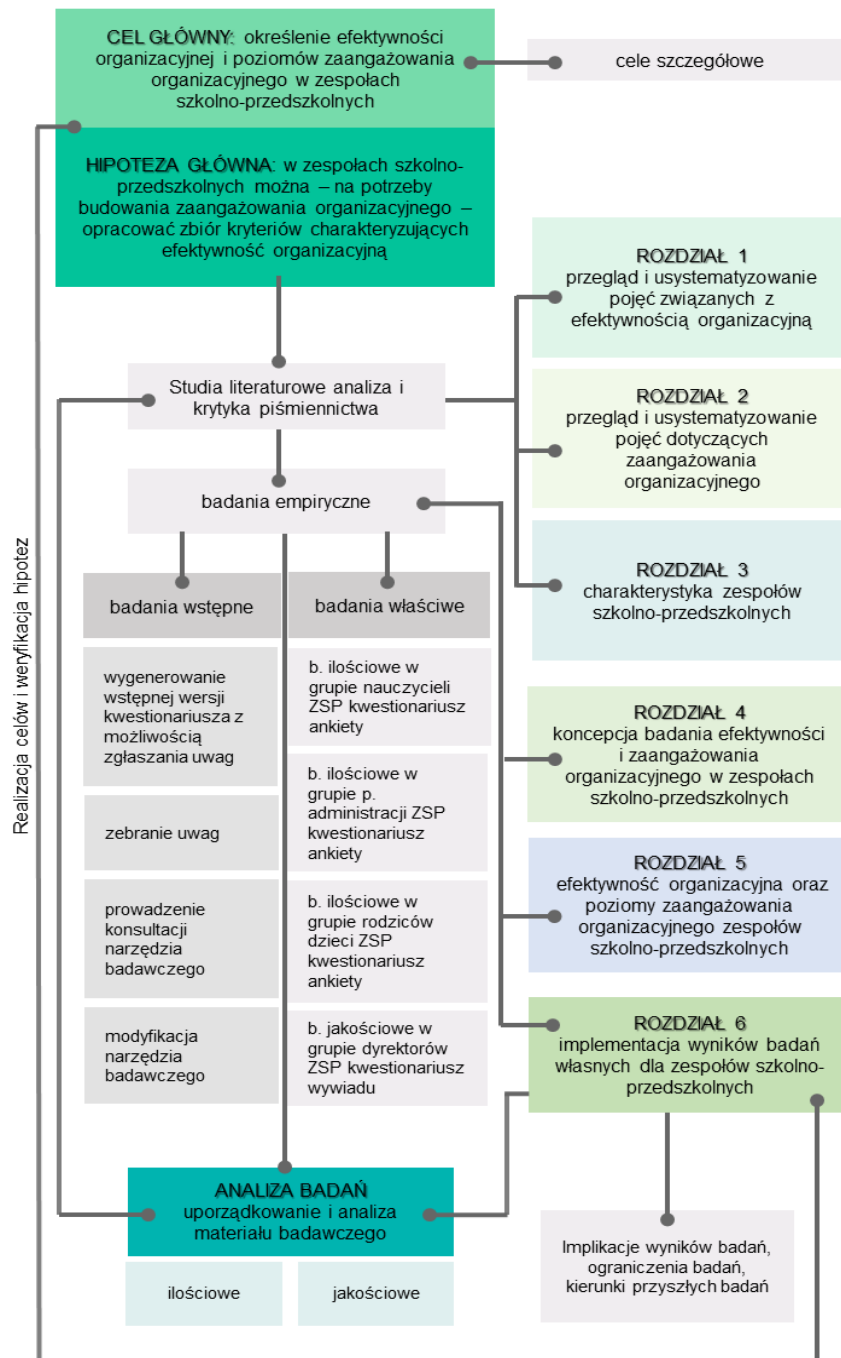 CEL GŁÓWNY: określenie efektywności
organizacyjnej i poziomów zaangażowania
organizacyjnego w zespołach
szkolno-przedszkolnych
cele szczegółowe
HIPOTEZA GŁÓWNA: w zespołach szkolno-
przedszkolnych można – na potrzeby
budowania zaangażowania organizacyjnego –
opracować zbiór kryteriów charakteryzujących
efektywność organizacyjną
Studia literaturowe analiza i
krytyka piśmiennictwa
badania empiryczne
badania wstępne
wygenerowanie
wstępnej wersji
kwestionariusza z
możliwością
zgłaszania uwag
zebranie uwag
prowadzenie
konsultacji
narzędzia
badawczego
modyfikacja
narzędzia
badawczego
badania właściwe
b. ilościowe w
grupie nauczycieli
ZSP kwestionariusz
ankiety
b. ilościowe w
grupie p.
administracji ZSP
kwestionariusz
ankiety
b. ilościowe w
grupie rodziców
dzieci ZSP
kwestionariusz
ankiety
b. jakościowe w
grupie dyrektorów
ZSP kwestionariusz
wywiadu
ROZDZIAŁ 1
przegląd i usystematyzowanie
pojęć związanych z
efektywnością organizacyjną
ROZDZIAŁ 2
przegląd i usystematyzowanie
pojęć dotyczących
zaangażowania
organizacyjnego
ROZDZIAŁ 3
charakterystyka zespołów
szkolno-przedszkolnych
ROZDZIAŁ 4
koncepcja badania efektywności
i zaangażowania
organizacyjnego w zespołach
szkolno-przedszkolnych
ROZDZIAŁ 5
efektywność organizacyjna oraz
poziomy zaangażowania
organizacyjnego zespołów
szkolno-przedszkolnych
ROZDZIAŁ 6
implementacja wyników badań
własnych dla zespołów szkolno-
przedszkolnych
ANALIZA BADAŃ
uporządkowanie i analiza
materiału badawczego
ilościowe
jakościowe
Implikacje wyników badań,
ograniczenia badań,
kierunki przyszłych badań
Realizacja celów i weryfikacja hipotez